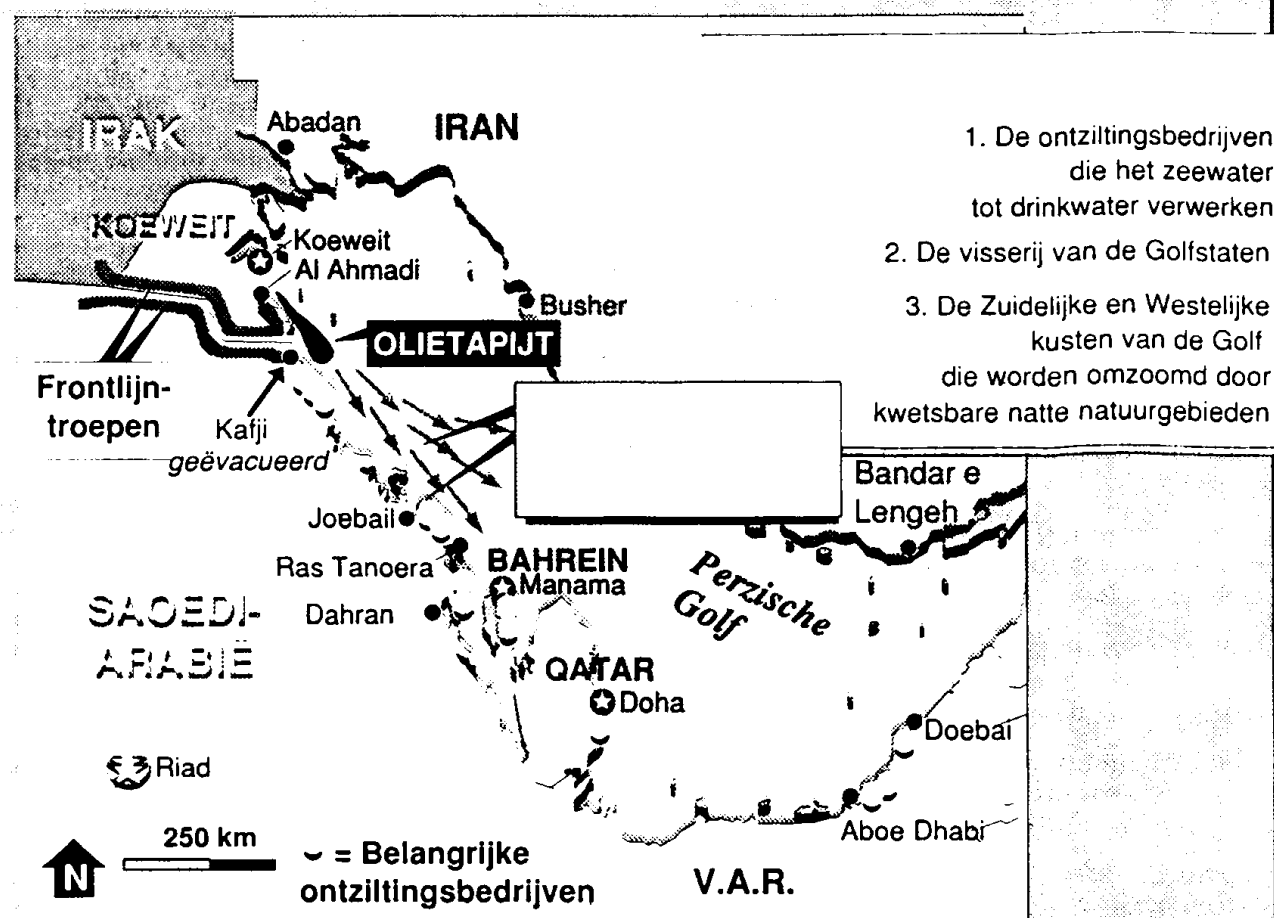 IRAK
Abadan
IRAN
KOEWEIT
Koeweit
Al Ahmadi
Busher
OLIETAPIJT
Frontlijn-
troepen
Kafji
geëvacueerd
1. De ontziltingsbedrijven
die het zeewater
tot drinkwater verwerken
2. De visserij van de Golfstaten
3. De Zuidelijke en Westelijke
kusten van de Golf
die worden omzoomd door
kwetsbare natte natuurgebieden
Bandar e
Lengeh
Joebail
Ras Tanoera
BAHREIN
Manama
Perzische
Golf
Dahran
SAOEDI-
ARABIË
QATAR
Doha
Doebai
Riad
Aboe Dhabi
250 km
N
= Belangrijke
ontziltingsbedrijven
V.A.R.